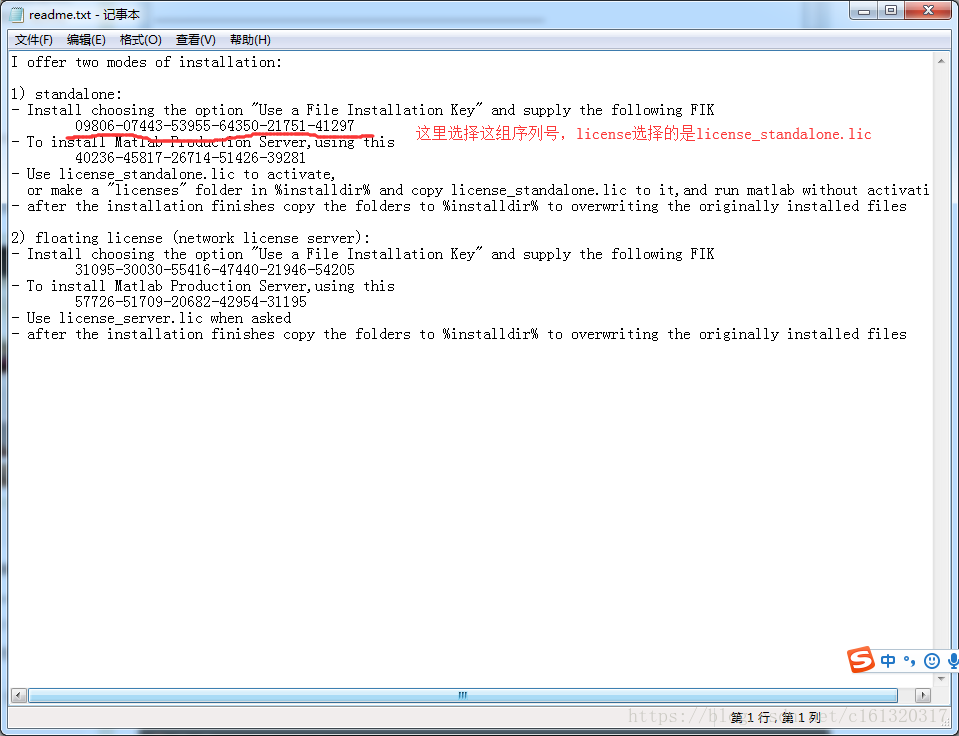 readme.txt - 记事本
文件(F) 编辑(E) 格式(O) 查看(V) 帮助(H)
I offer two modes of installation:
1) standalone:
- Install choosing the option "Use a File Installation Key" and supply the following FIK
09806-07443-53955-64350-21751-41297
这里选择这组序列号，license选择的是license_standalone.lic
- To install Matlab Production Server,using this
40236-45817-26714-51426-39281
- Use license_standalone.lic to activate,
or make a "licenses" folder in %installdir% and copy license_standalone.lic to it,and run matlab without activati
- after the installation finishes copy the folders to %installdir% to overwriting the originally installed files
2) floating license (network license server):
- Install choosing the option "Use a File Installation Key" and supply the following FIK
31095-30030-55416-47440-21946-54205
- To install Matlab Production Server,using this
57726-51709-20682-42954-31195
- Use license_server.lic when asked
- after the installation finishes copy the folders to %installdir% to overwriting the originally installed files
中
第 1 行，第 1 列